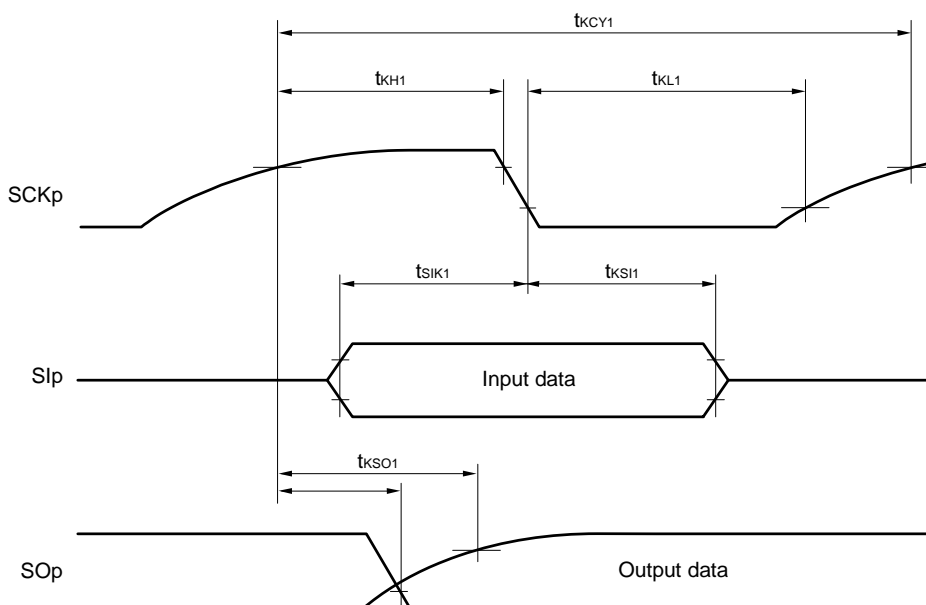 tKCY1
tKH1
tKL1
SCKp
tSIK1
tKSI1
SIp
Input data
tKSO1
SOp
Output data